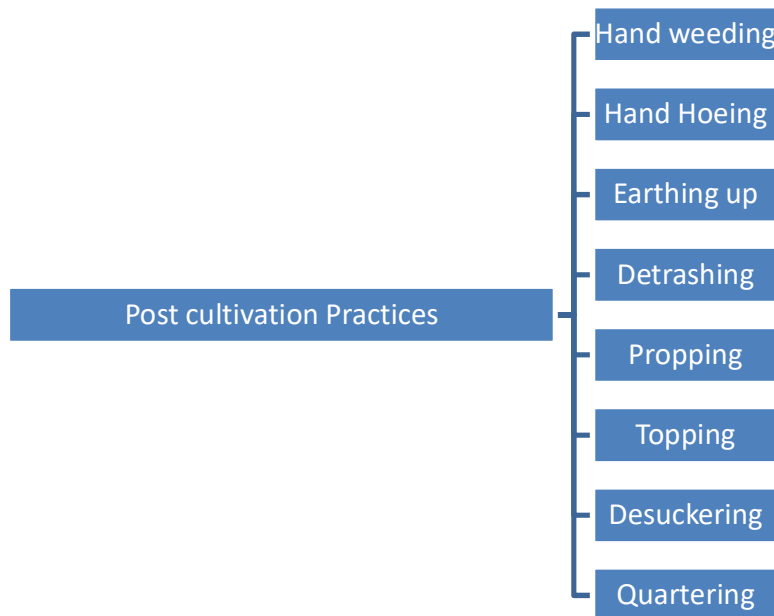 Post cultivation Practices
Hand weeding
Hand Hoeing
Earthing up
Detrashing
Propping
Topping
Desuckering
Quartering